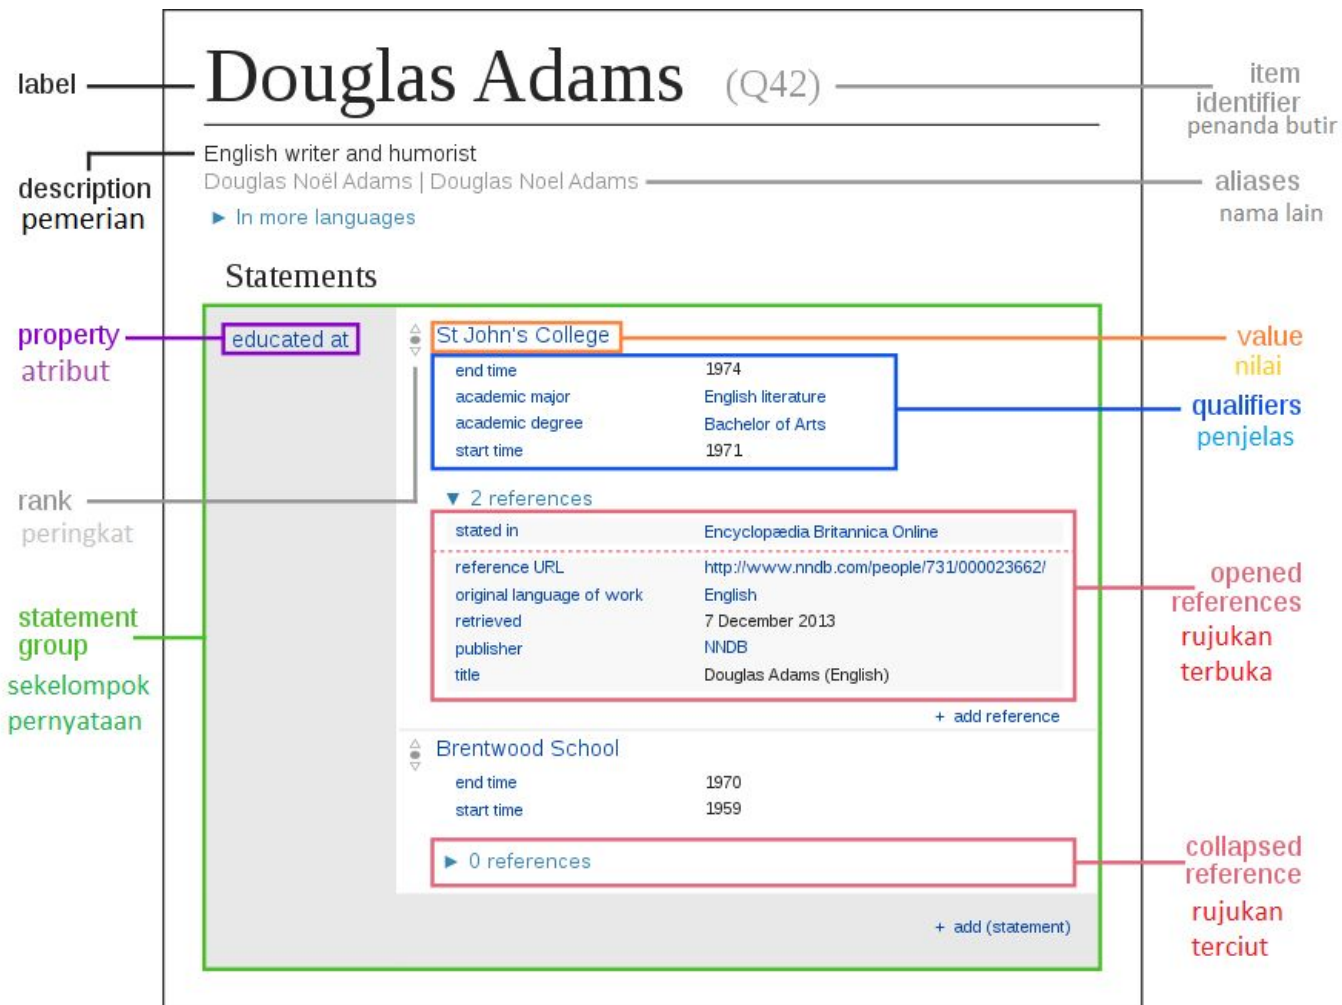 label
Douglas Adams (Q42)
item
identifier
penanda butir
description
pemerian
English writer and humorist
Douglas Noël Adams | Douglas Noel Adams
aliases
nama lain
► In more languages
Statements
property
atribut
educated at
St John's College
value
nilai
end time 1974
academic major English literature
academic degree Bachelor of Arts
start time 1971
qualifiers
penjelas
rank
peringkat
▼ 2 references
stated in Encyclopædia Britannica Online
reference URL http://www.nndb.com/people/731/000023662/
original language of work English
retrieved 7 December 2013
publisher NNDB
title Douglas Adams (English)
opened
references
rujukan
terbuka
statement
group
sekelompok
pernyataan
+ add reference
Brentwood School
end time 1970
start time 1959
► 0 references
collapsed
reference
rujukan
terciut
+ add (statement)